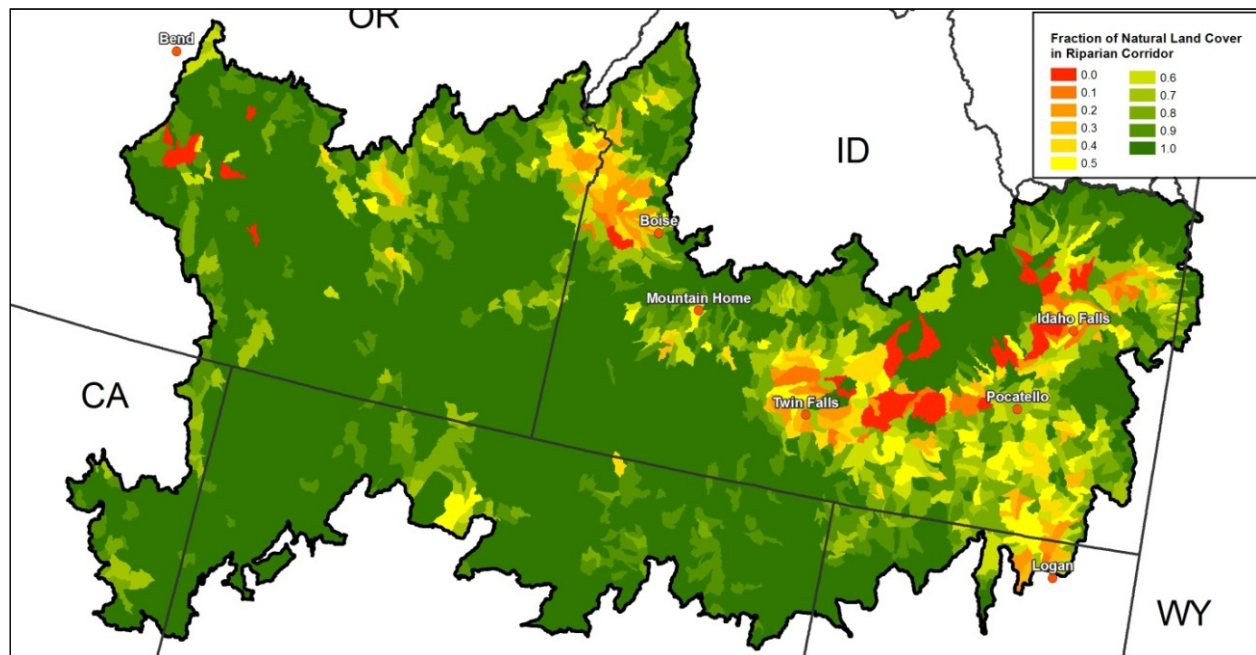 OR
Bend
Fraction of Natural Land Cover
in Riparian Corridor
0.0
0.6
0.1
0.7
0.2
0.8
0.3
0.9
0.4
1.0
0.5
ID
Boise
Mountain Home
Idaho Falls
CA
Twin Falls
Pocatello
Logan
WY